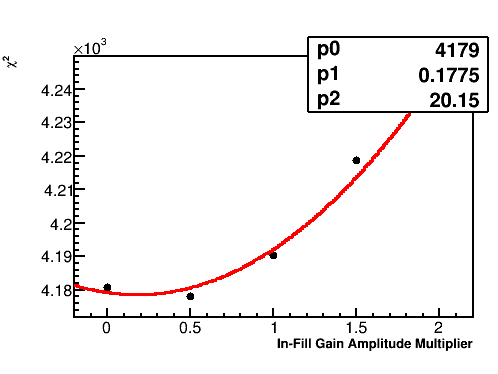 ×10³
χ²
p0 4179
p1 0.1775
p2 20.15
4.24
4.23
4.22
4.21
4.2
4.19
4.18
0 0.5 1 1.5 2
In-Fill Gain Amplitude Multiplier